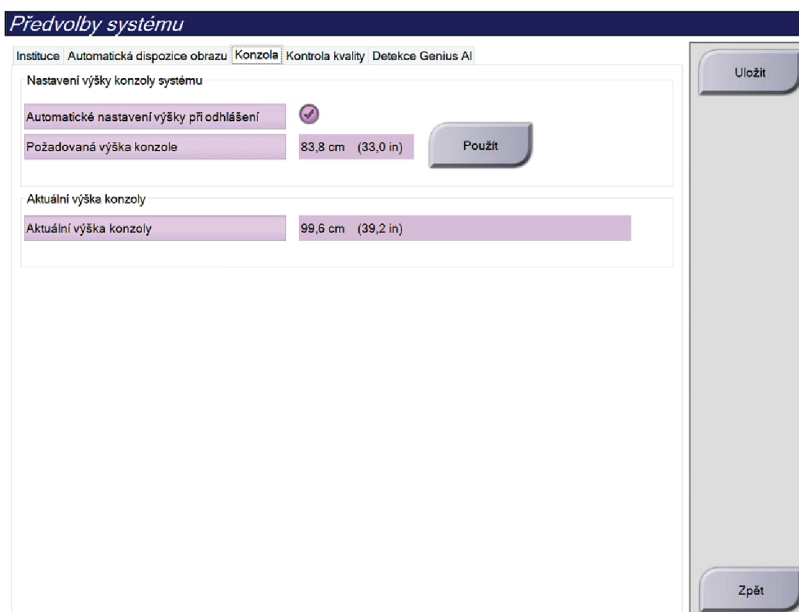 Předvolby systému
Instituce Automatická dispozice obrazu Konzola Kontrola kvality Detekce Genius AI
Nastavení výšky konzoly systému
Automatické nastavení výšky při odhlášení
Požadovaná výška konzole 83,8 cm (33,0 in) Použít
Aktuální výška konzoly
Aktuální výška konzoly 99,6 cm (39,2 in)
Uložit
Zpět